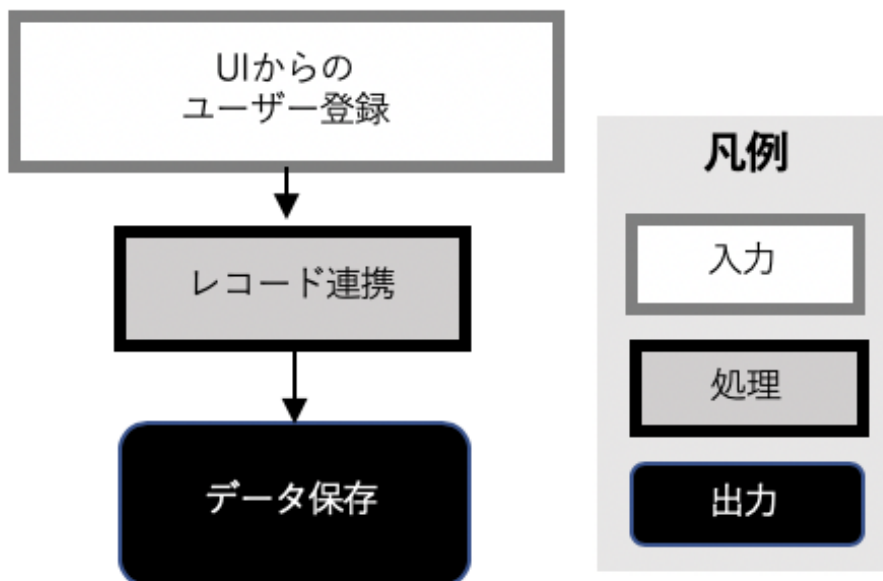 UIからの
ユーザー登録
レコード連携
データ保存
凡例
入力
処理
出力